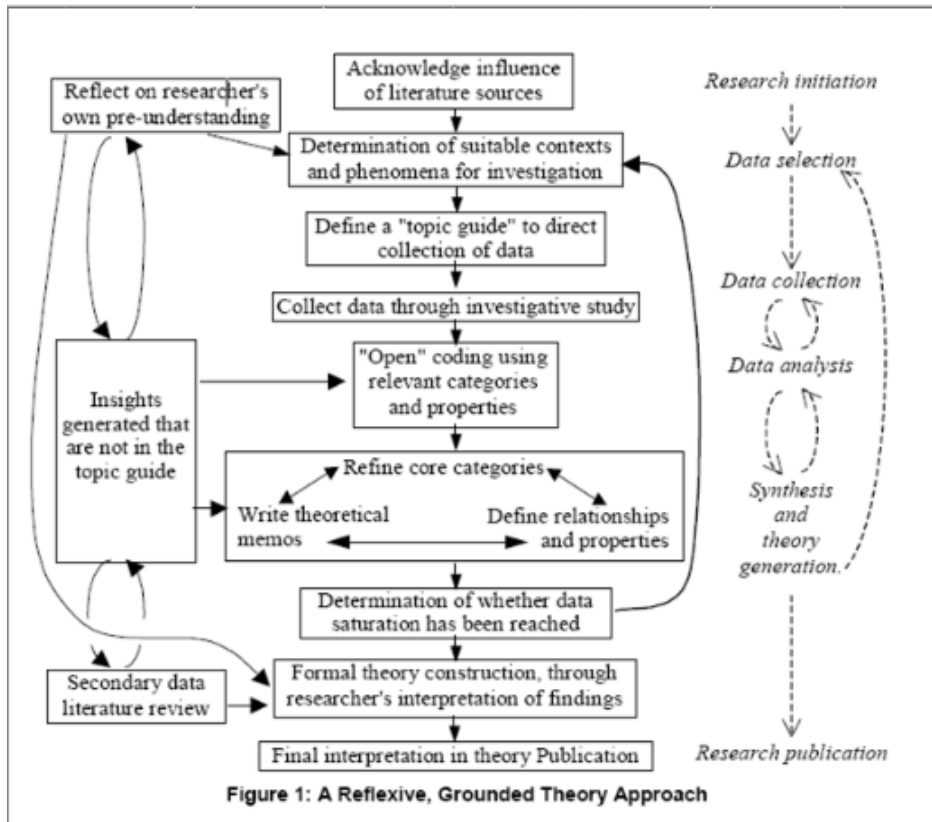 Acknowledge influence
of literature sources
Reflect on researcher's
own pre-understanding
Determination of suitable contexts
and phenomena for investigation
Define a "topic guide" to direct
collection of data
Collect data through investigative study
"Open" coding using
relevant categories
and properties
Insights
generated that
are not in the
topic guide
Refine core categories
Write theoretical
memos
Define relationships
and properties
Determination of whether data
saturation has been reached
Secondary data
literature review
Formal theory construction, through
researcher's interpretation of findings
Final interpretation in theory Publication
Research initiation
Data selection
Data collection
Data analysis
Synthesis
and
theory
generation.
Research publication
Figure 1: A Reflexive, Grounded Theory Approach